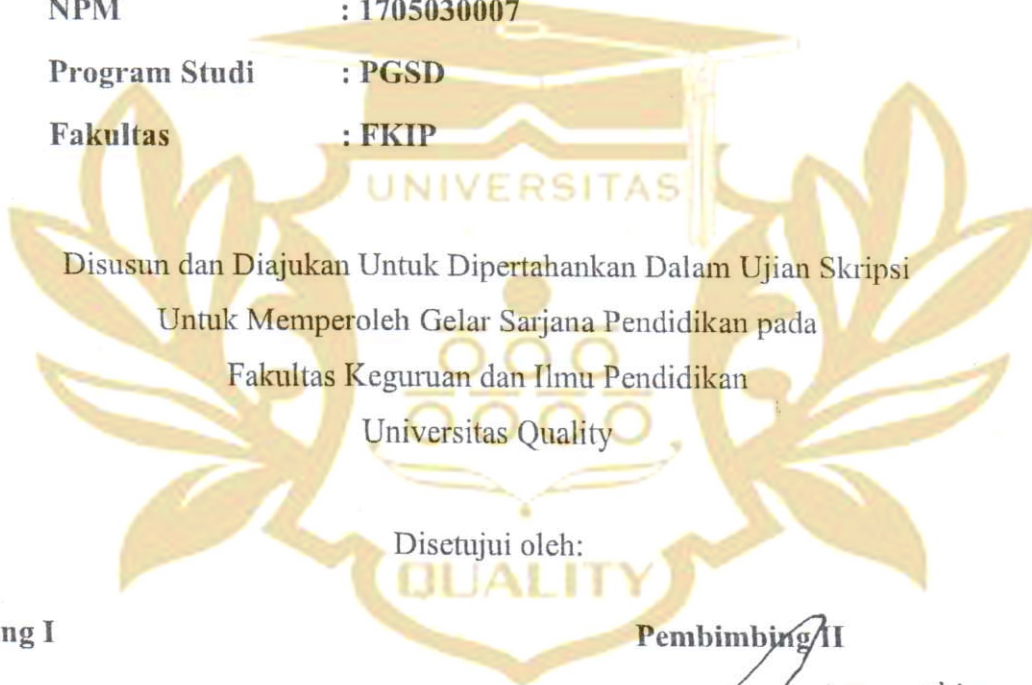 NPM : 1705030007
Program Studi : PGSD
Fakultas : FKIP
UNIVERSITAS
Disusun dan Diajukan Untuk Dipertahankan Dalam Ujian Skripsi
Untuk Memperoleh Gelar Sarjana Pendidikan pada
Fakultas Keguruan dan Ilmu Pendidikan
Universitas Quality
Disetujui oleh:
QUALITY
ng I Pembimbing II